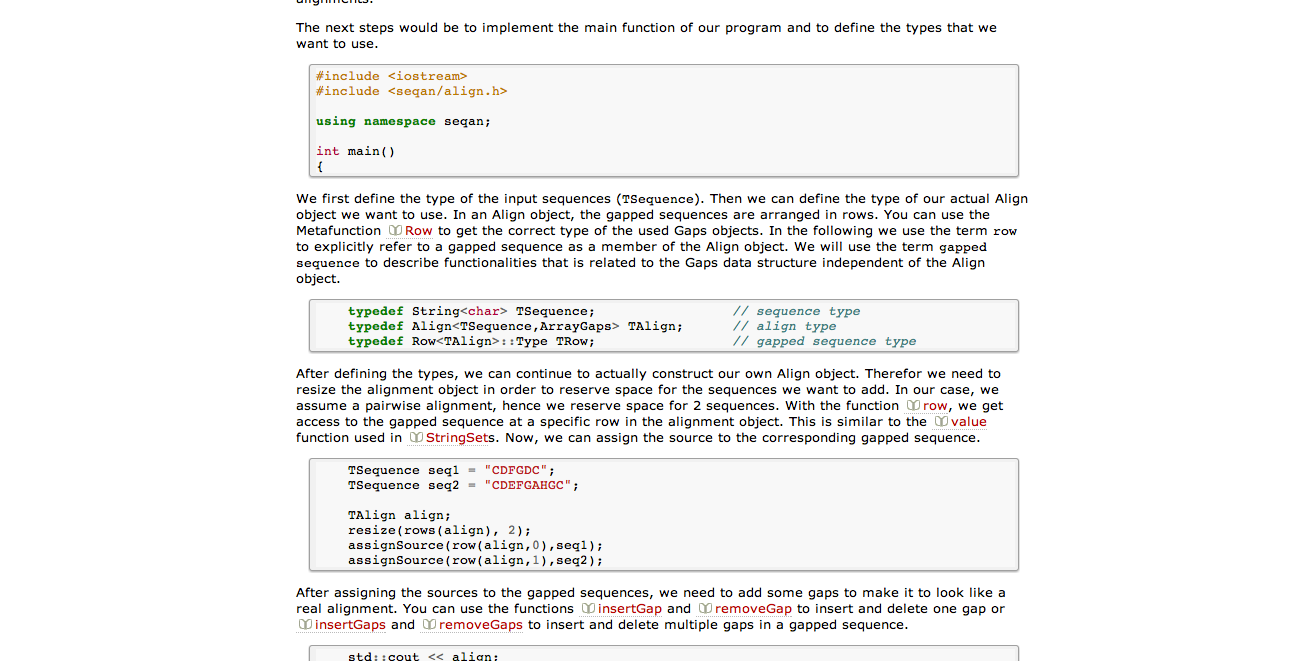 alignments.
The next steps would be to implement the main function of our program and to define the types that we
want to use.
#include <iostream>
#include <seqan/align.h>
using namespace seqan;
int main()
{
We first define the type of the input sequences (TSequence). Then we can define the type of our actual Align
object we want to use. In an Align object, the gapped sequences are arranged in rows. You can use the
Metafunction Row to get the correct type of the used Gaps objects. In the following we use the term row
to explicitly refer to a gapped sequence as a member of the Align object. We will use the term gapped
sequence to describe functionalities that is related to the Gaps data structure independent of the Align
object.
typedef String<char> TSequence; // sequence type
typedef Align<TSequence,ArrayGaps> TAlign; // align type
typedef Row<TAlign>::Type TRow; // gapped sequence type
After defining the types, we can continue to actually construct our own Align object. Therefor we need to
resize the alignment object in order to reserve space for the sequences we want to add. In our case, we
assume a pairwise alignment, hence we reserve space for 2 sequences. With the function row, we get
access to the gapped sequence at a specific row in the alignment object. This is similar to the value
function used in StringSets. Now, we can assign the source to the corresponding gapped sequence.
TSequence seq1 = "CDFGDC";
TSequence seq2 = "CDEFGAHGC";
TAlign align;
resize(rows(align), 2);
assignSource(row(align,0),seq1);
assignSource(row(align,1),seq2);
After assigning the sources to the gapped sequences, we need to add some gaps to make it to look like a
real alignment. You can use the functions insertGap and removeGap to insert and delete one gap or
insertGaps and removeGaps to insert and delete multiple gaps in a gapped sequence.
std::cout << align;